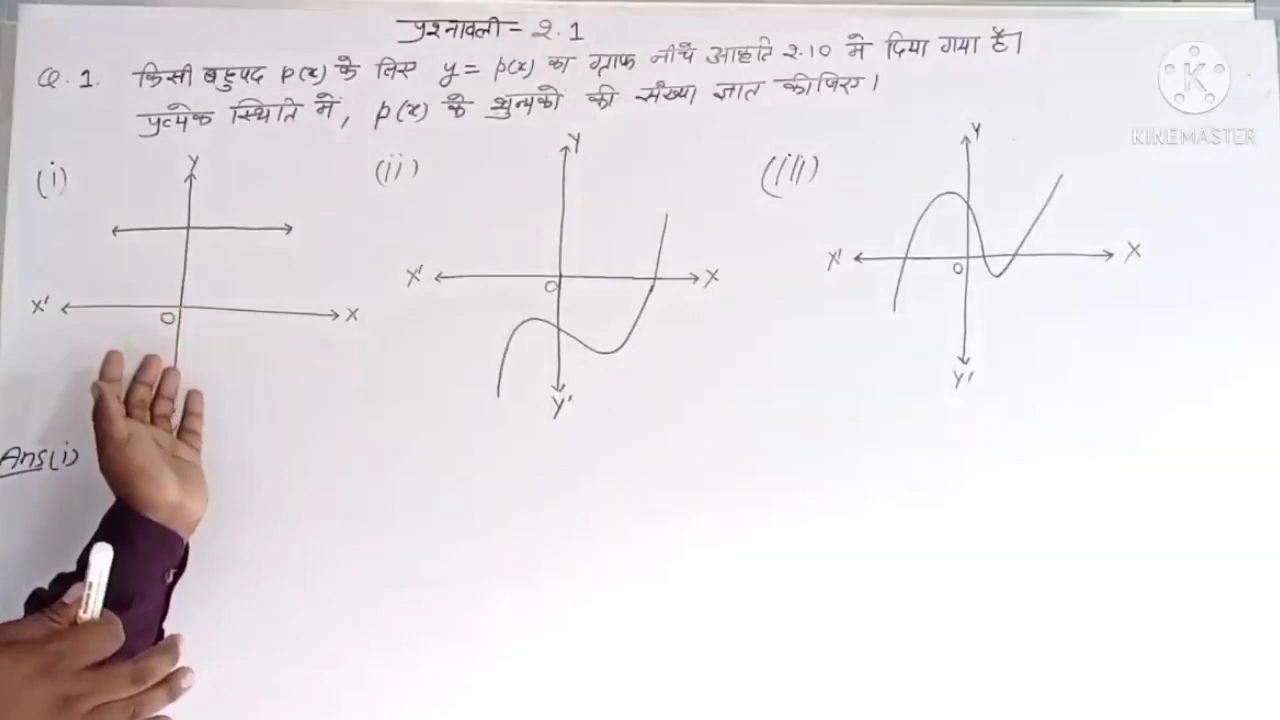 प्रश्नावली - 2.1
Q. 1. किसी बहुपद p(x) के लिए y = p(x) का ग्राफ नीचे आकृति 2.10 मे दिया गया है।
प्रत्येक स्थिति में, p(x) के शुन्यकों की संख्या ज्ञात कीजिए।
(i) (ii) (iii)
Y Y Y
X' O X
X' O X
Y'
X' O X
Y'
Ans(i)
K
KINEMASTER